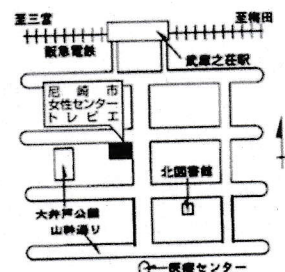 至三宮
至梅田
阪急電鉄
武庫之荘駅
尼崎市
女性センター
トレピエ
北図書館
大井戸公園
山幹通り
医療センター